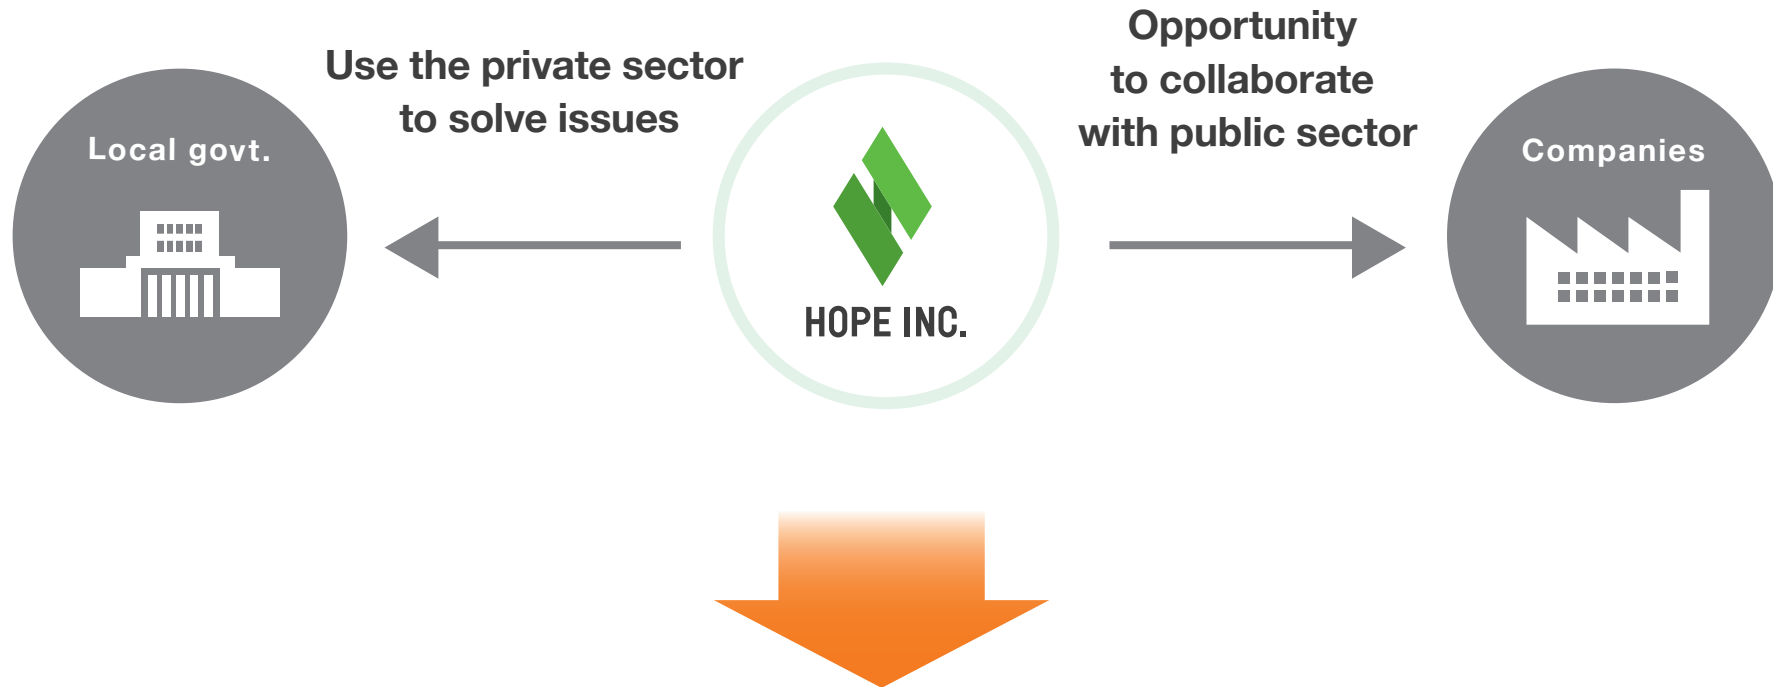 Local govt.
Use the private sector
to solve issues
HOPE INC.
Opportunity
to collaborate
with public sector
Companies